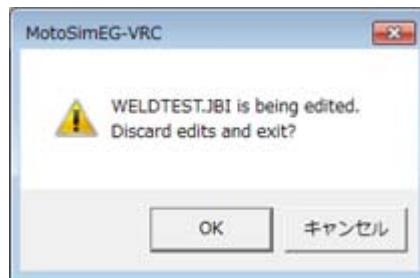 MotoSimEG-VRC
WELDTEST.JBI is being edited.
Discard edits and exit?
OK
キャンセル